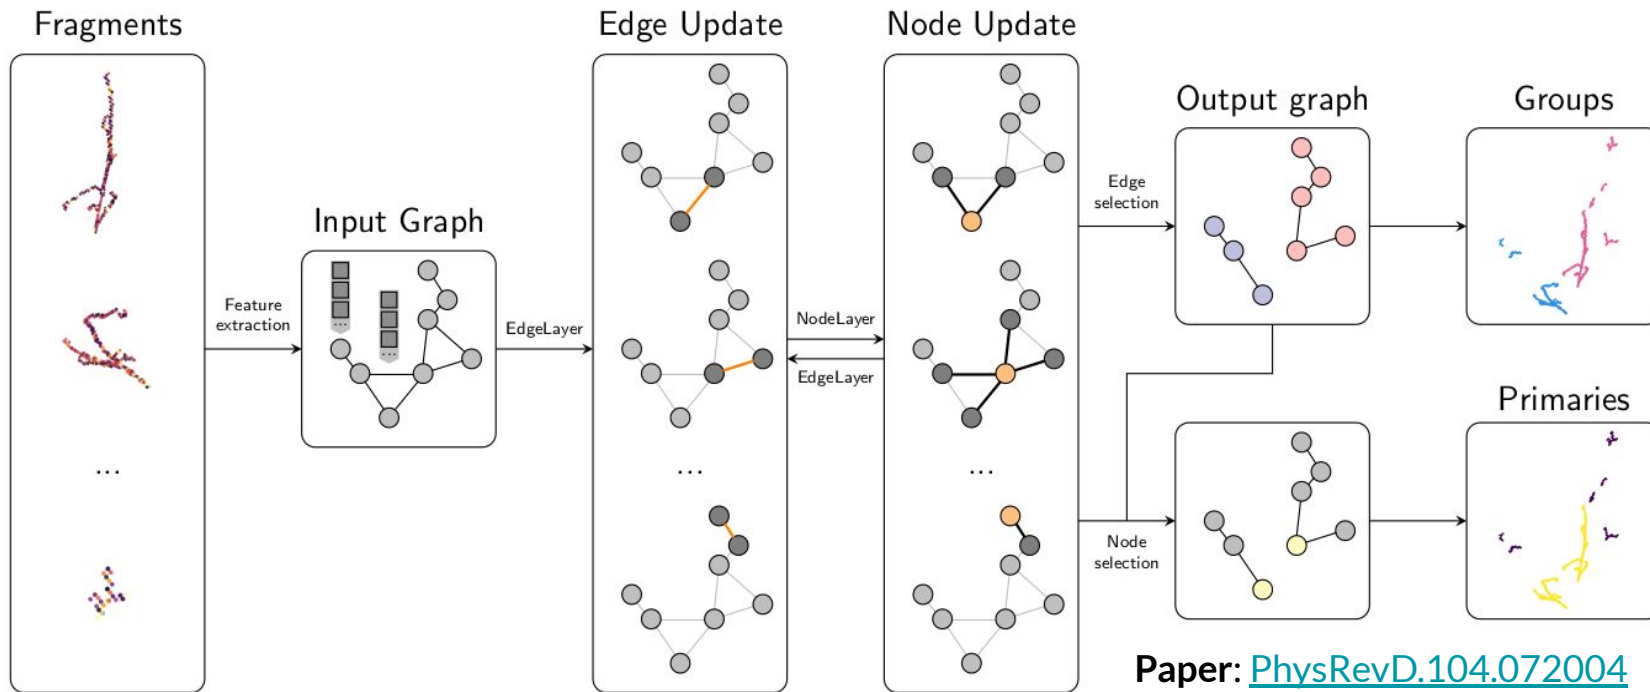 Fragments
Edge Update
Node Update
Output graph
Groups
Input Graph
Feature
extraction
...
...
EdgeLayer
NodeLayer
EdgeLayer
Edge
selection
Node
selection
Primaries
...
...
...
Paper: PhysRevD.104.072004